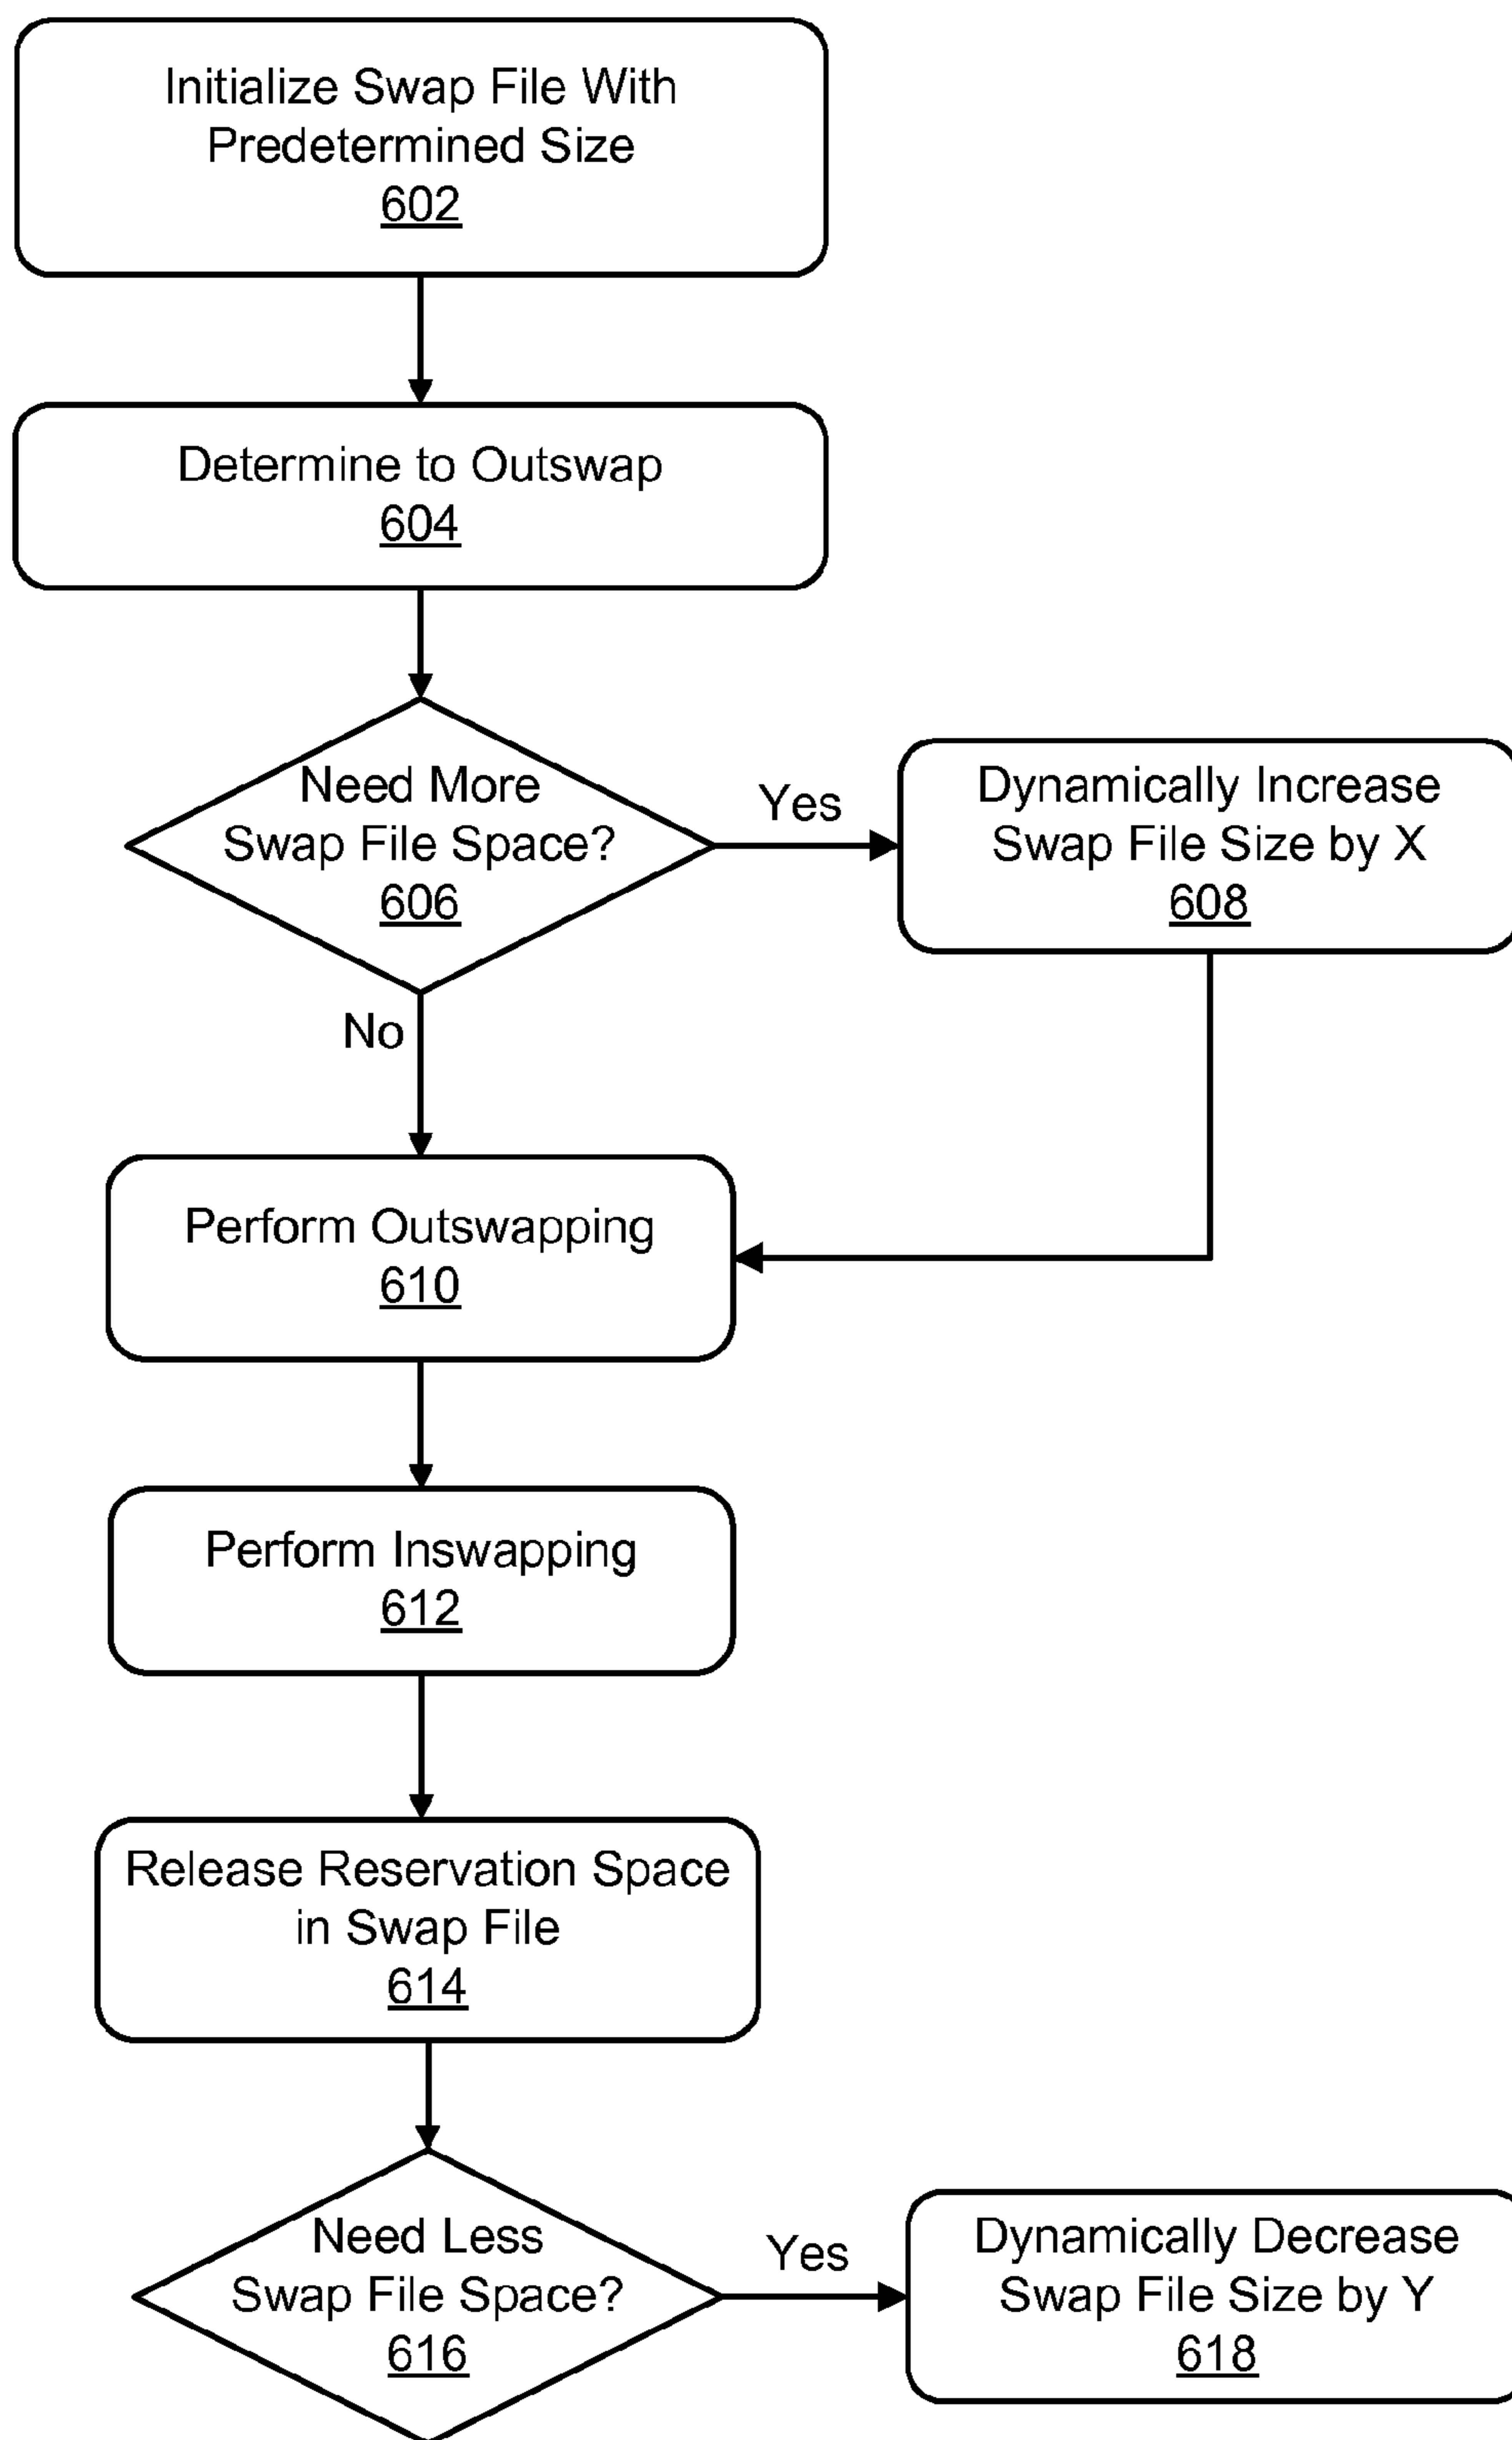 Initialize Swap File With
Predetermined Size
602
Determine to Outswap
604
Need More
Swap File Space?
606
Yes
Dynamically Increase
Swap File Size by X
608
No
Perform Outswapping
610
Perform Inswapping
612
Release Reservation Space
in Swap File
614
Need Less
Swap File Space?
616
Yes
Dynamically Decrease
Swap File Size by Y
618